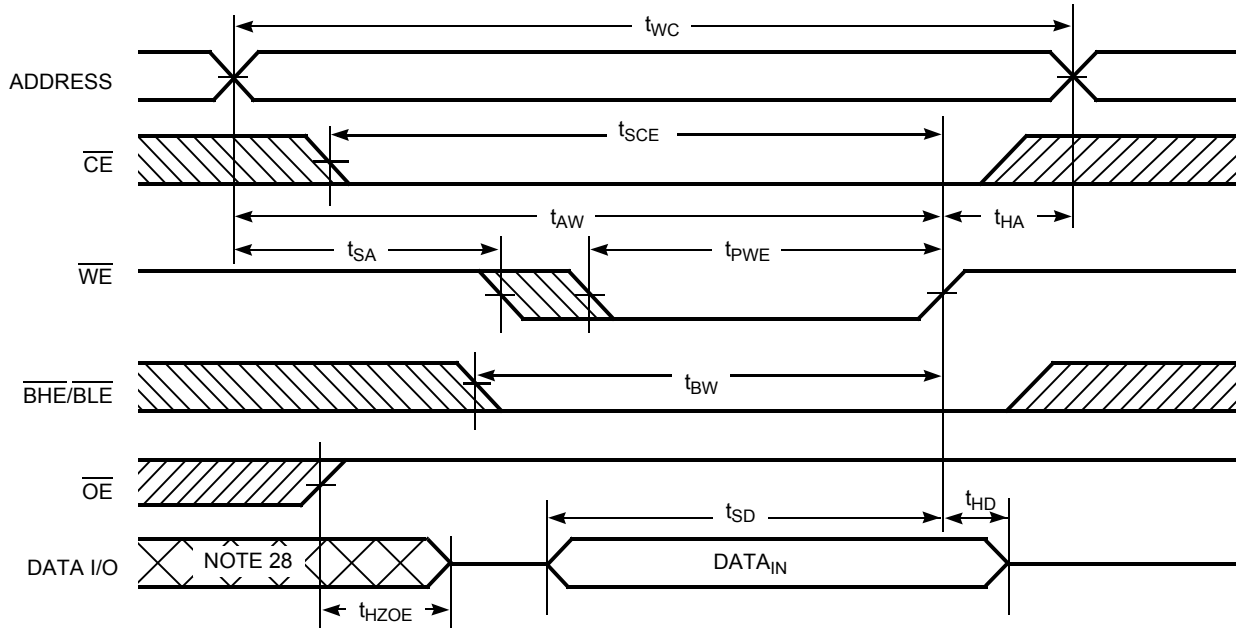 tWC
ADDRESS
tSCE
CE
tAW
tHA
tSA
tPWE
WE
tBW
BHE/BLE
OE
tSD
tHD
DATA I/O
NOTE 28
DATAIN
tHZOE